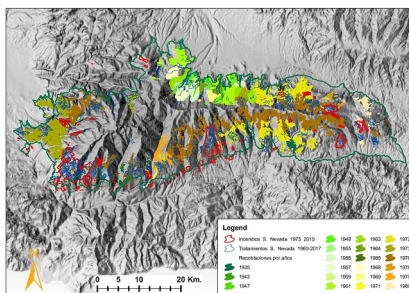 0 5 10 20 Km.
Legend
Incendios S. Nevada 1975 2015
Tratamientos S. Nevada 1960-2017
Repoblaciones por años
1935
1943
1947
1948
1955
1957
1959
1961
1963
1964
1965
1968
1969
1971